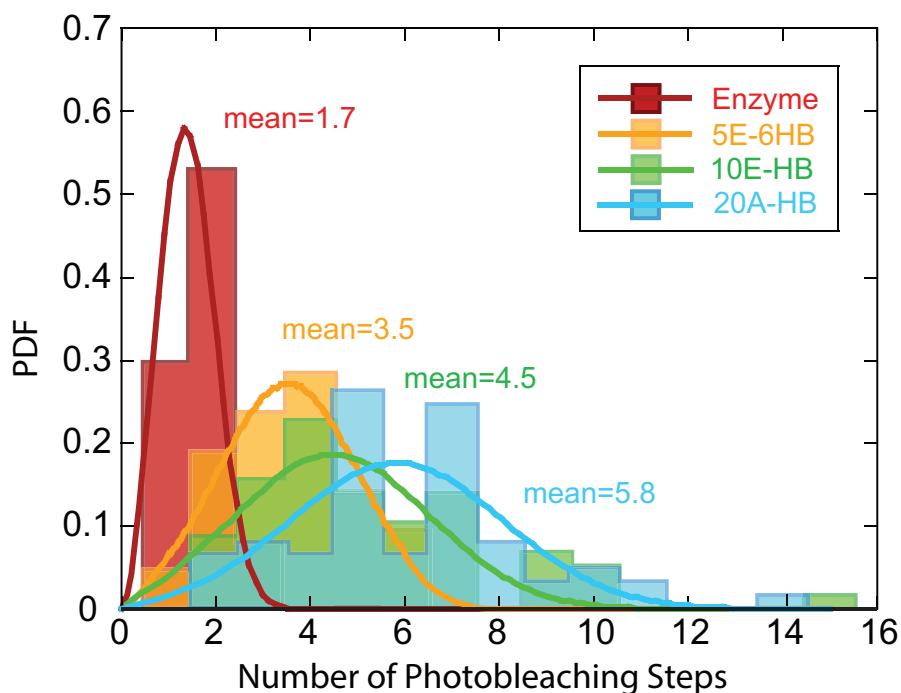 0.7
0.6
0.5
0.4
0.3
0.2
0.1
0
PDF
mean=1.7
mean=3.5
mean=4.5
mean=5.8
Enzyme
5E-6HB
10E-HB
20A-HB
0 2 4 6 8 10 12 14 16
Number of Photobleaching Steps